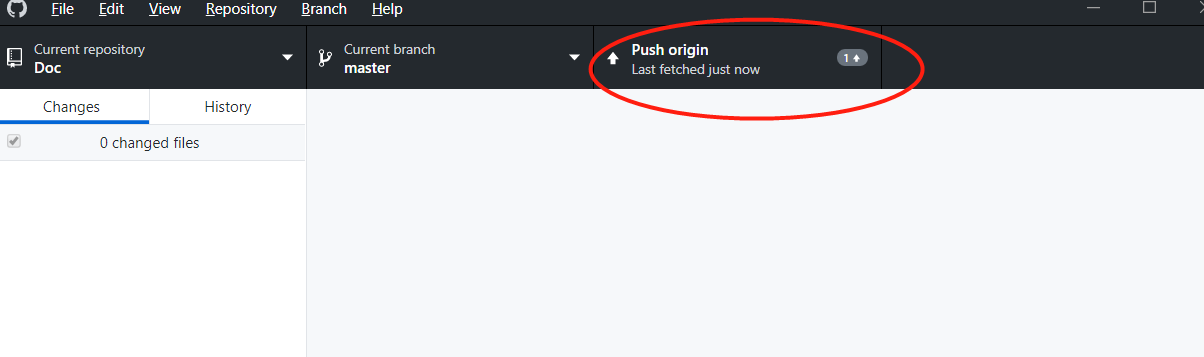 File Edit View Repository Branch Help
Current repository
Doc
Current branch
master
Push origin
Last fetched just now
1
Changes History
0 changed files